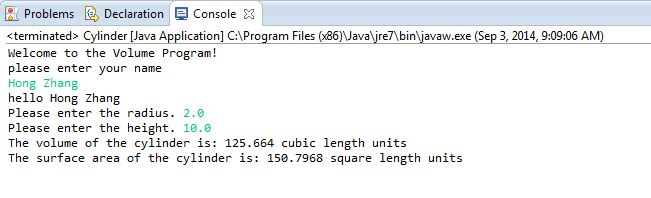 Problems Declaration Console
<terminated> Cylinder [Java Application] C:\Program Files (x86)\Java\jre7\bin\javaw.exe (Sep 3, 2014, 9:09:06 AM)
Welcome to the Volume Program!
please enter your name
Hong Zhang
hello Hong Zhang
Please enter the radius. 2.0
Please enter the height. 10.0
The volume of the cylinder is: 125.664 cubic length units
The surface area of the cylinder is: 150.7968 square length units